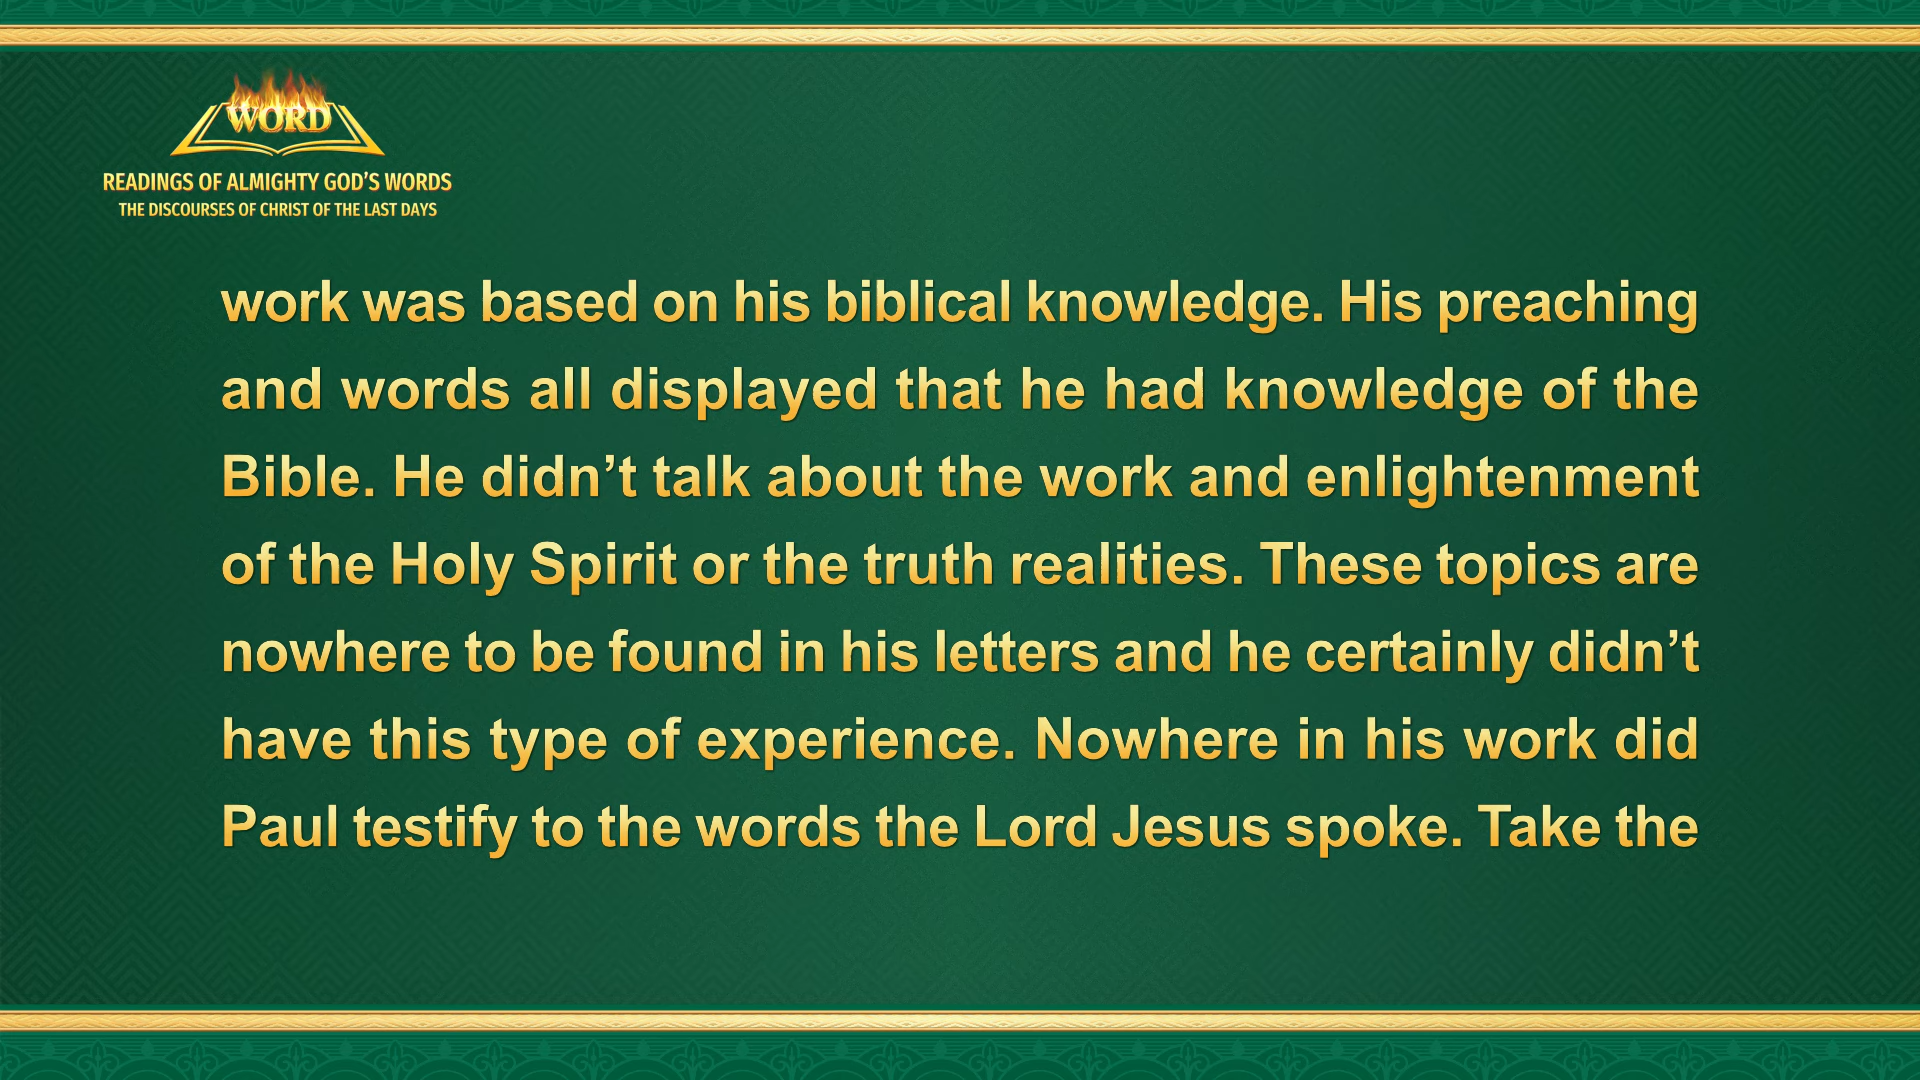 WORD
READINGS OF ALMIGHTY GOD’S WORDS
THE DISCOURSES OF CHRIST OF THE LAST DAYS
work was based on his biblical knowledge. His preaching
and words all displayed that he had knowledge of the
Bible. He didn’t talk about the work and enlightenment
of the Holy Spirit or the truth realities. These topics are
nowhere to be found in his letters and he certainly didn’t
have this type of experience. Nowhere in his work did
Paul testify to the words the Lord Jesus spoke. Take the